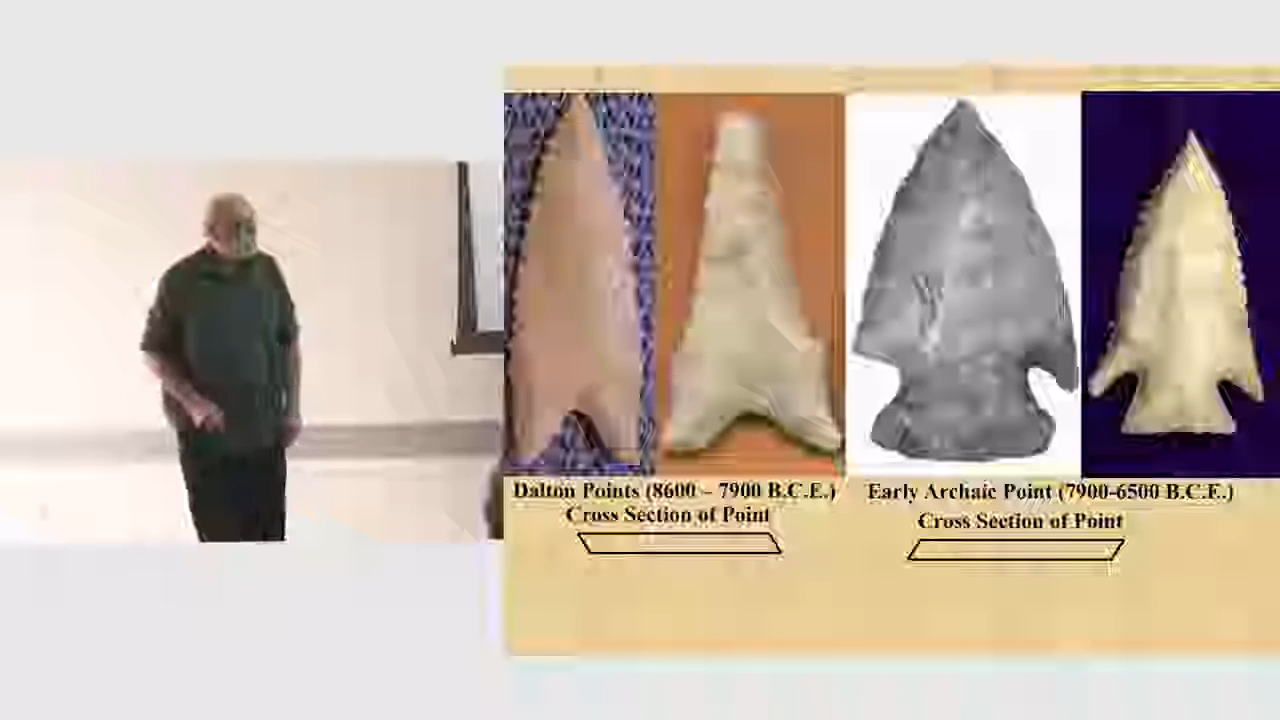 Dalton Points (8600 – 7900 B.C.E.)
Cross Section of Point
Early Archaic Point (7900-6500 B.C.E.)
Cross Section of Point